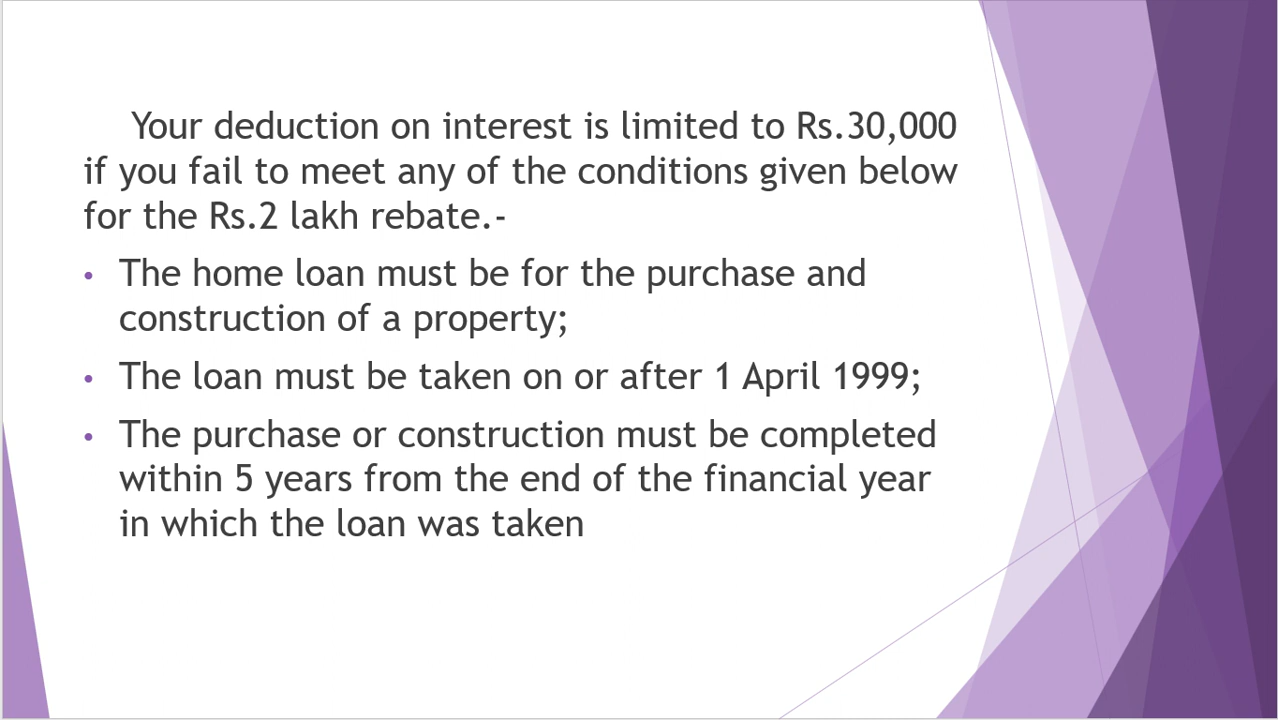 Your deduction on interest is limited to Rs.30,000
if you fail to meet any of the conditions given below
for the Rs.2 lakh rebate.-
• The home loan must be for the purchase and
construction of a property;
• The loan must be taken on or after 1 April 1999;
• The purchase or construction must be completed
within 5 years from the end of the financial year
in which the loan was taken